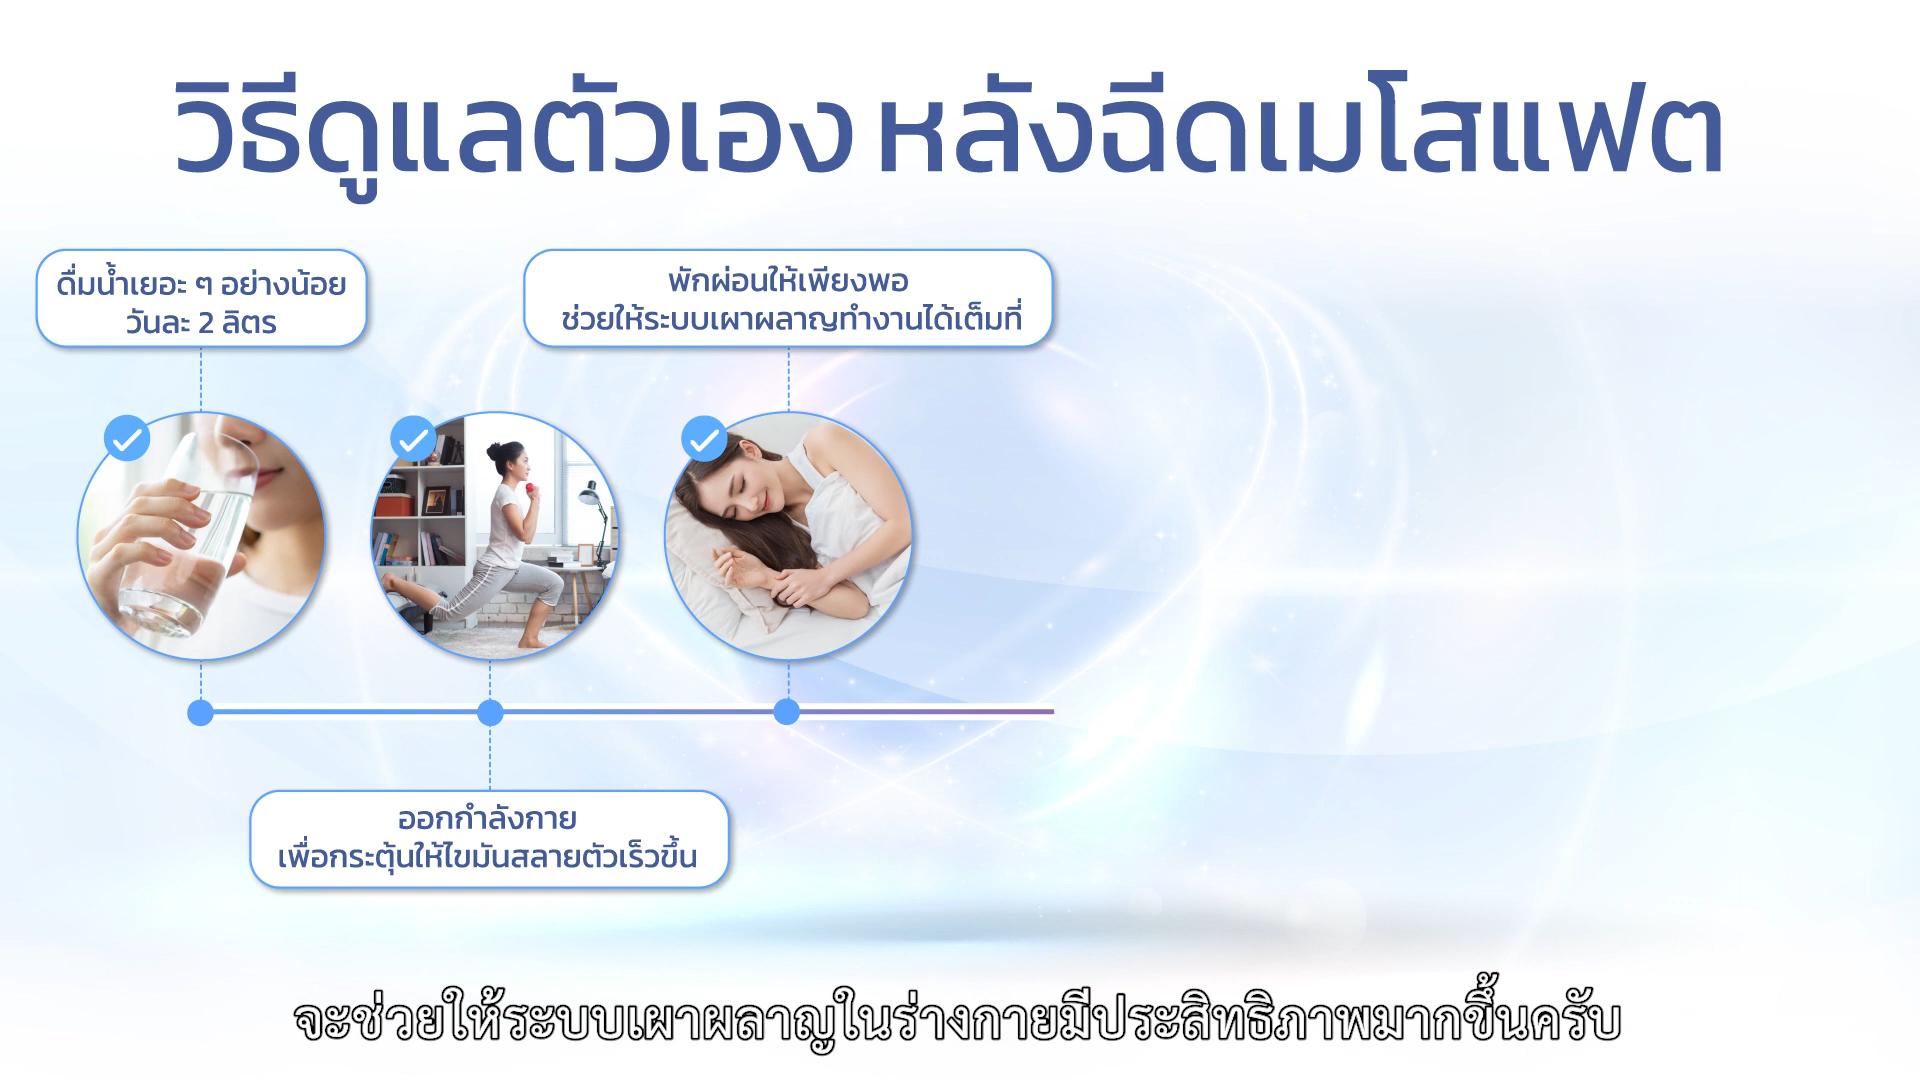 วิธีดูแลตัวเอง หลังฉีดเมโสแฟต
ดื่มน้ำเยอะ ๆ อย่างน้อย
วันละ 2 ลิตร
พักผ่อนให้เพียงพอ
ช่วยให้ระบบเผาผลาญทำงานได้เต็มที่
ออกกำลังกาย
เพื่อกระตุ้นให้ไขมันสลายตัวเร็วขึ้น
จะช่วยให้ระบบเผาผลาญในร่างกายมีประสิทธิภาพมากขึ้นครับ